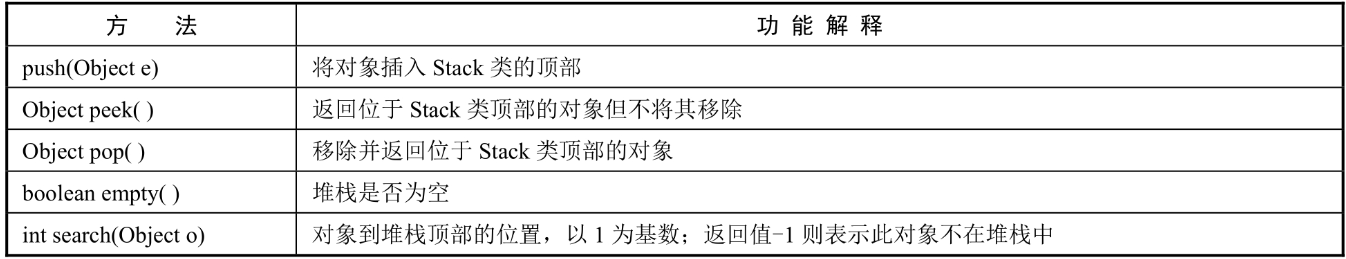 方 法 功 能 解 释
push(Object e) 将对象插入 Stack 类的顶部
Object peek( ) 返回位于 Stack 类顶部的对象但不将其移除
Object pop( ) 移除并返回位于 Stack 类顶部的对象
boolean empty( ) 堆栈是否为空
int search(Object o) 对象到堆栈顶部的位置，以 1 为基数；返回值-1 则表示此对象不在堆栈中